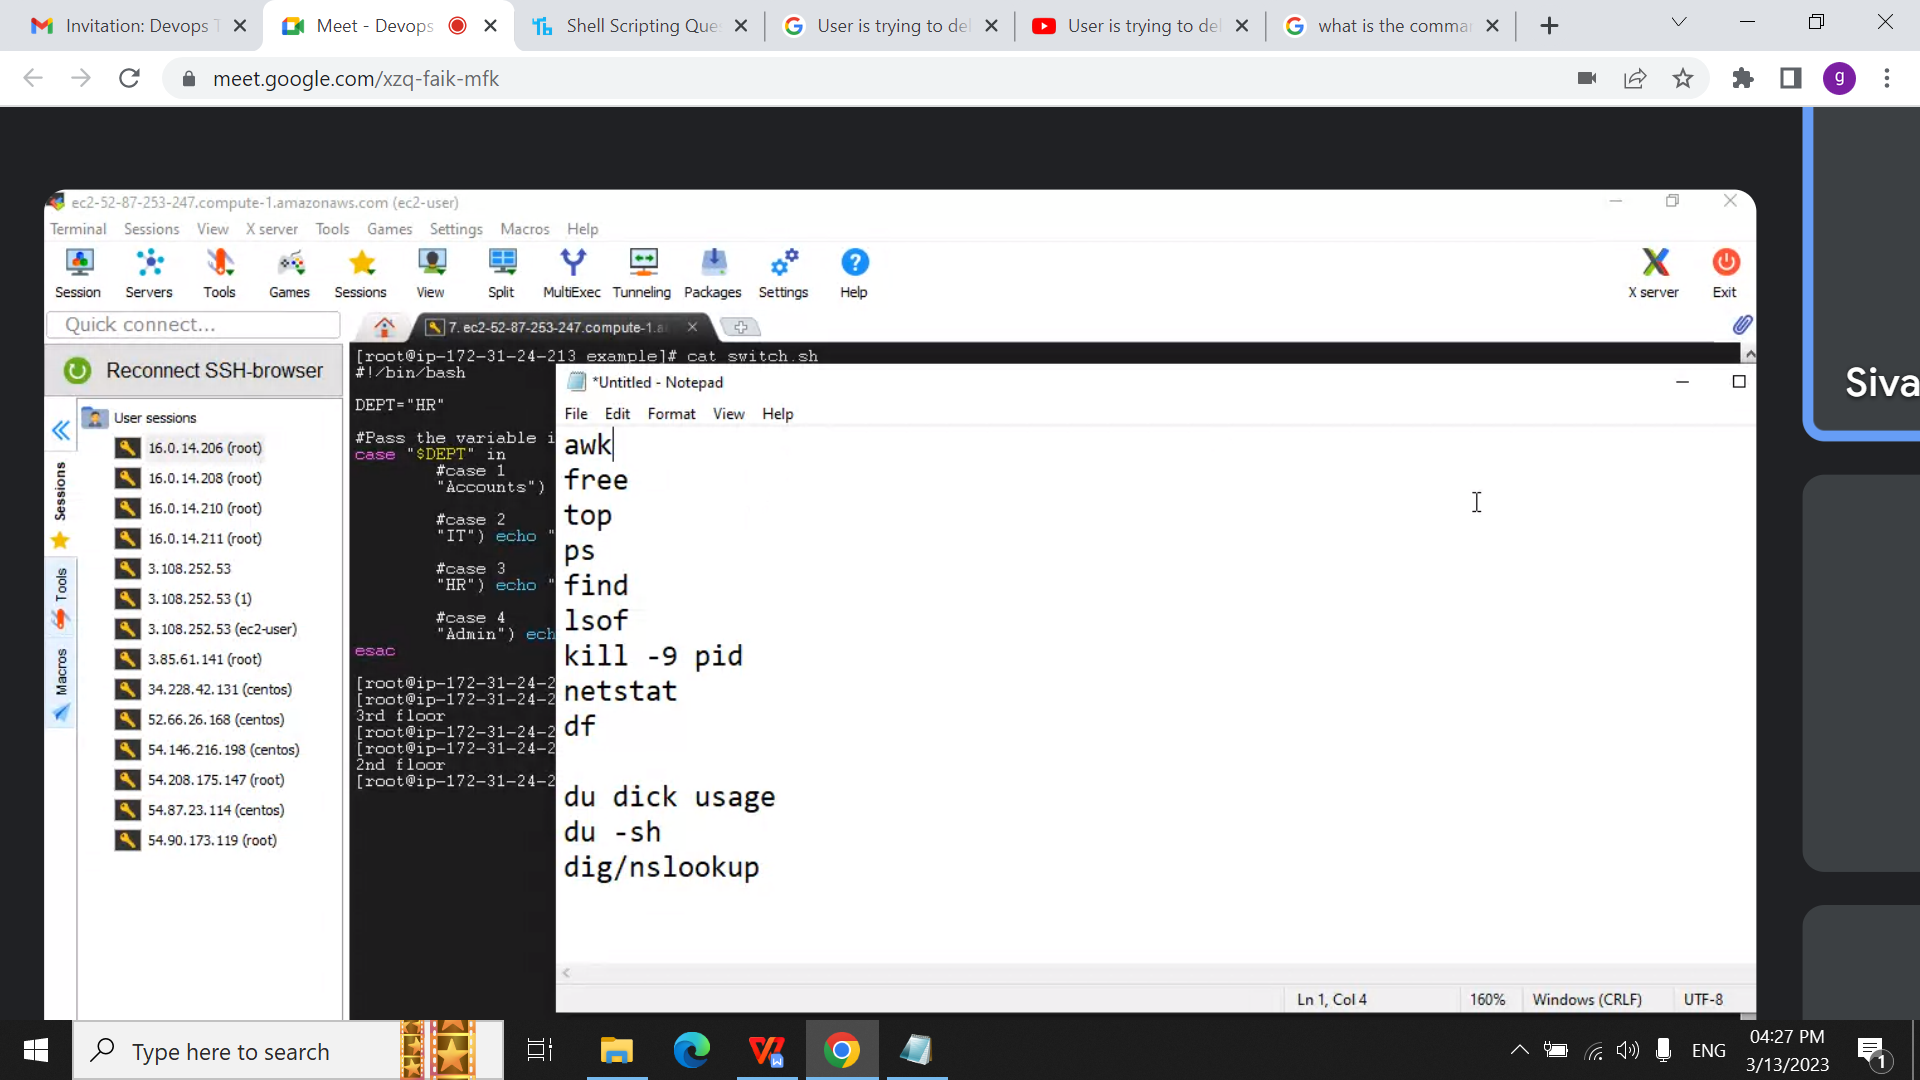 Invitation: Devops T
Meet - Devops
Shell Scripting Que
User is trying to del
User is trying to del
what is the comman
meet.google.com/xzq-faik-mfk
g
ec2-52-87-253-247.compute-1.amazonaws.com (ec2-user)
Terminal Sessions View X server Tools Games Settings Macros Help
Session Servers Tools Games Sessions View Split MultiExec Tunneling Packages Settings Help X server Exit
Quick connect...
7. ec2-52-87-253-247.compute-1.a
Reconnect SSH-browser
Sessions
Tools
Macros
User sessions
16.0.14.206 (root)
16.0.14.208 (root)
16.0.14.210 (root)
16.0.14.211 (root)
3.108.252.53
3.108.252.53 (1)
3.108.252.53 (ec2-user)
3.85.61.141 (root)
34.228.42.131 (centos)
52.66.26.168 (centos)
54.146.216.198 (centos)
54.208.175.147 (root)
54.87.23.114 (centos)
54.90.173.119 (root)
[root@ip-172-31-24-213 example]# cat switch.sh
#!/bin/bash
DEPT="HR"
#Pass the variable i
case "$DEPT" in
#case 1
"Accounts")
#case 2
"IT") echo "
#case 3
"HR") echo "
#case 4
"Admin") ech
esac
[root@ip-172-31-24-2
[root@ip-172-31-24-2
3rd floor
[root@ip-172-31-24-2
[root@ip-172-31-24-2
2nd floor
[root@ip-172-31-24-2
*Untitled - Notepad
File Edit Format View Help
awk
free
top
ps
find
lsof
kill -9 pid
netstat
df
du dick usage
du -sh
dig/nslookup
Ln 1, Col 4 160% Windows (CRLF) UTF-8
Siva
Type here to search
ENG
04:27 PM
3/13/2023
1